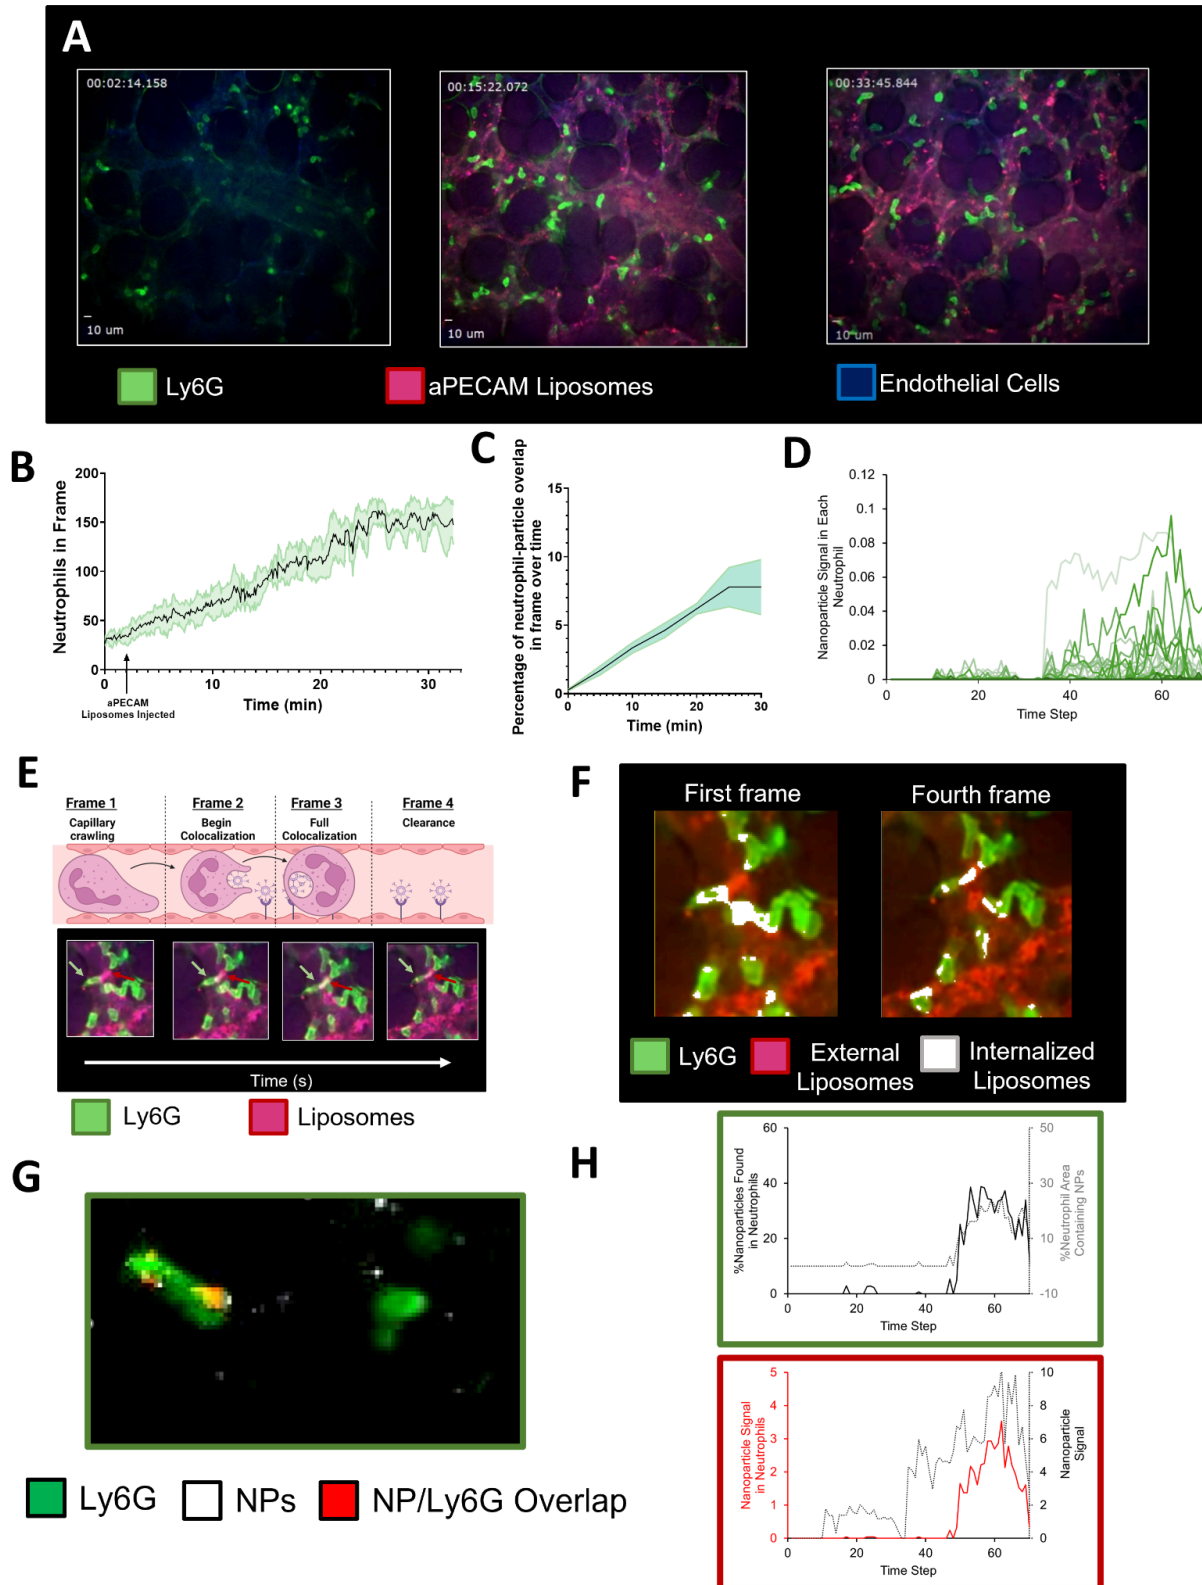 A
00:02:14.158
00:15:22.072
00:33:45.844
10 um
10 um
10 um
Ly6G
aPECAM Liposomes
Endothelial Cells
B
Neutrophils in Frame
200
150
100
50
0
0
10
20
30
aPECAM
Liposomes Injected
Time (min)
C
Percentage of neutrophil-particle overlap
in frame over time
15
10
5
0
0
10
20
30
Time (min)
D
Nanoparticle Signal in Each
Neutrophil
0.12
0.1
0.08
0.06
0.04
0.02
0
0
20
40
60
Time Step
E
Frame 1
Capillary
crawling
Frame 2
Begin
Colocalization
Frame 3
Full
Colocalization
Frame 4
Clearance
Time (s)
Ly6G
Liposomes
F
First frame
Fourth frame
Ly6G
External
Liposomes
Internalized
Liposomes
G
Ly6G
NPs
NP/Ly6G Overlap
H
%Nanoparticles Found
in Neutrophils
60
40
20
0
50
30
10
-10
%Neutrophil Area
Containing NPs
0
20
40
60
Time Step
Nanoparticle Signal
in Neutrophils
5
4
3
2
1
0
10
8
6
4
2
0
Nanoparticle
Signal
0
20
40
60
Time Step